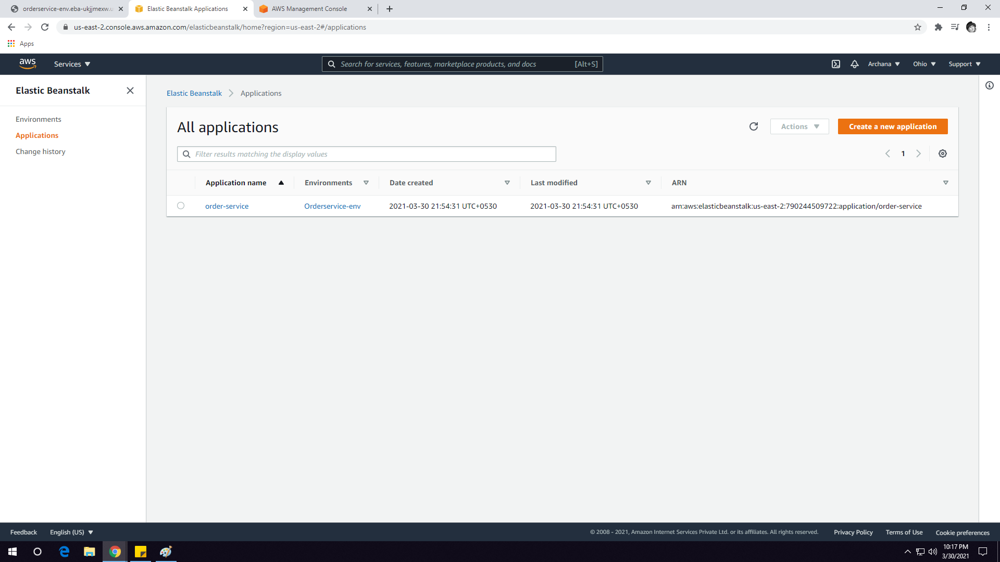 orderservice-env.eba-ukjjmexw.u
Elastic Beanstalk Applications
AWS Management Console
us-east-2.console.aws.amazon.com/elasticbeanstalk/home?region=us-east-2#/applications
Apps
aws
Services
Search for services, features, marketplace products, and docs
[Alt+S]
Archana
Ohio
Support
Elastic Beanstalk
Environments
Applications
Change history
Elastic Beanstalk
Applications
All applications
Actions
Create a new application
Filter results matching the display values
1
Application name
Environments
Date created
Last modified
ARN
order-service
Orderservice-env
2021-03-30 21:54:31 UTC+0530
2021-03-30 21:54:31 UTC+0530
arn:aws:elasticbeanstalk:us-east-2:790244509722:application/order-service
Feedback
English (US)
© 2008 - 2021, Amazon Internet Services Private Ltd. or its affiliates. All rights reserved.
Privacy Policy
Terms of Use
Cookie preferences
10:17 PM
3/30/2021